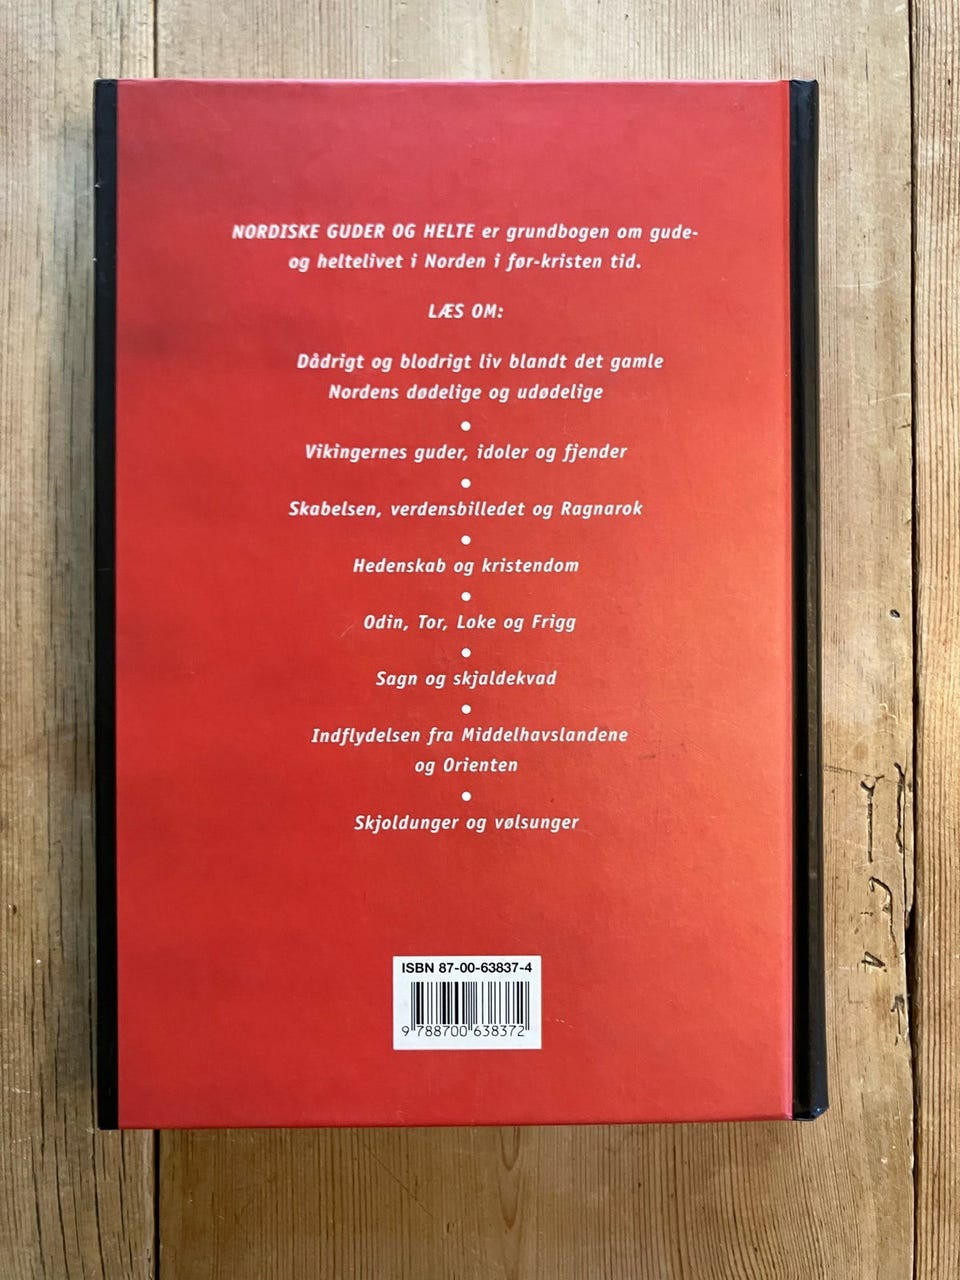 NORDISKE GUDER OG HELTE er grundbogen om gude-
og heltelivet i Norden i før-kristen tid.
LÆS OM:
Dådrigt og blodrigt liv blandt det gamle
Nordens dødelige og udødelige
Vikingernes guder, idoler og fjender
Skabelsen, verdensbilledet og Ragnarok
Hedenskab og kristendom
Odin, Tor, Loke og Frigg
Sagn og skjaldekvad
Indflydelsen fra Middelhavslandene
og Orienten
Skjoldunger og vølsunger
ISBN 87-00-63837-4
9 788700 638372